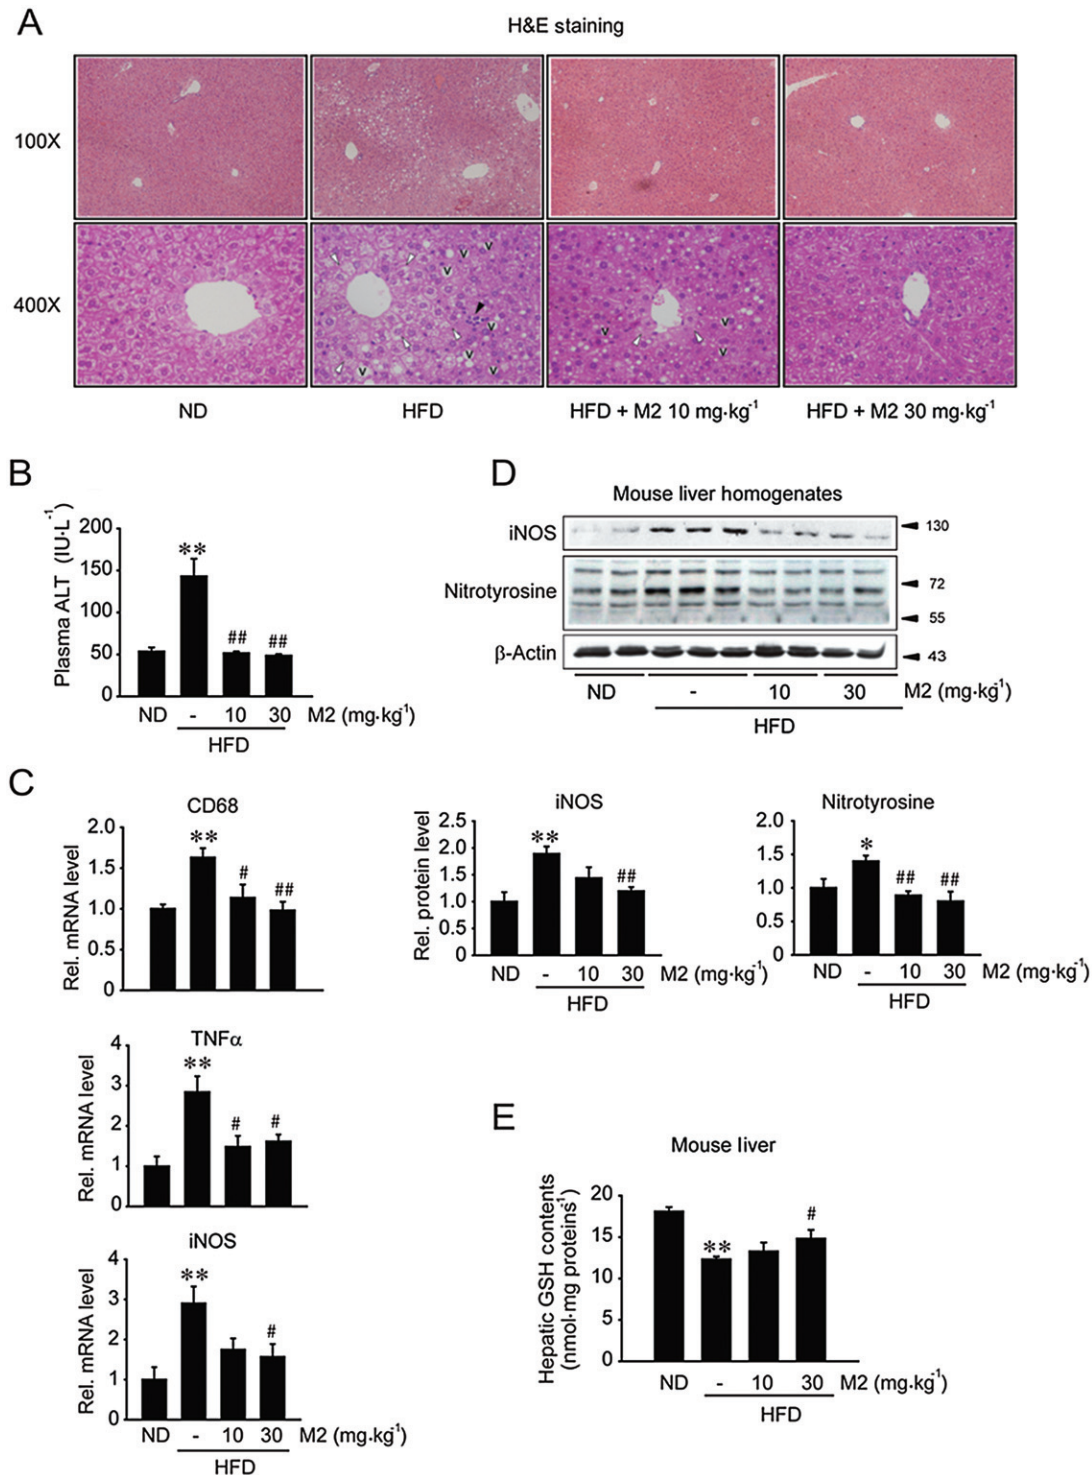 A
H&E staining
100X
400X
v v v v v v v
v v v
ND HFD HFD + M2 10 mg·kg-1 HFD + M2 30 mg·kg-1
B
Plasma ALT (IU·L-1)
200
150
100
50
0
**
##
##
ND - 10 30 M2 (mg·kg-1)
HFD
D
Mouse liver homogenates
iNOS
130
Nitrotyrosine
72
55
β-Actin
43
ND - 10 30 M2 (mg·kg-1)
HFD
C
CD68
Rel. mRNA level
2.0
1.5
1.0
0.5
0
**
#
##
TNFα
Rel. mRNA level
4
3
2
1
0
**
#
#
iNOS
Rel. mRNA level
4
3
2
1
0
**
#
ND - 10 30 M2 (mg·kg-1)
HFD
iNOS
Rel. protein level
2.5
2.0
1.5
1.0
0.5
0
**
##
ND - 10 30 M2 (mg·kg-1)
HFD
Nitrotyrosine
2.0
1.5
1.0
0.5
0
*
##
##
ND - 10 30 M2 (mg·kg-1)
HFD
E
Mouse liver
Hepatic GSH contents
(nmol·mg proteins-1)
20
15
10
5
0
**
#
ND - 10 30 M2 (mg·kg-1)
HFD